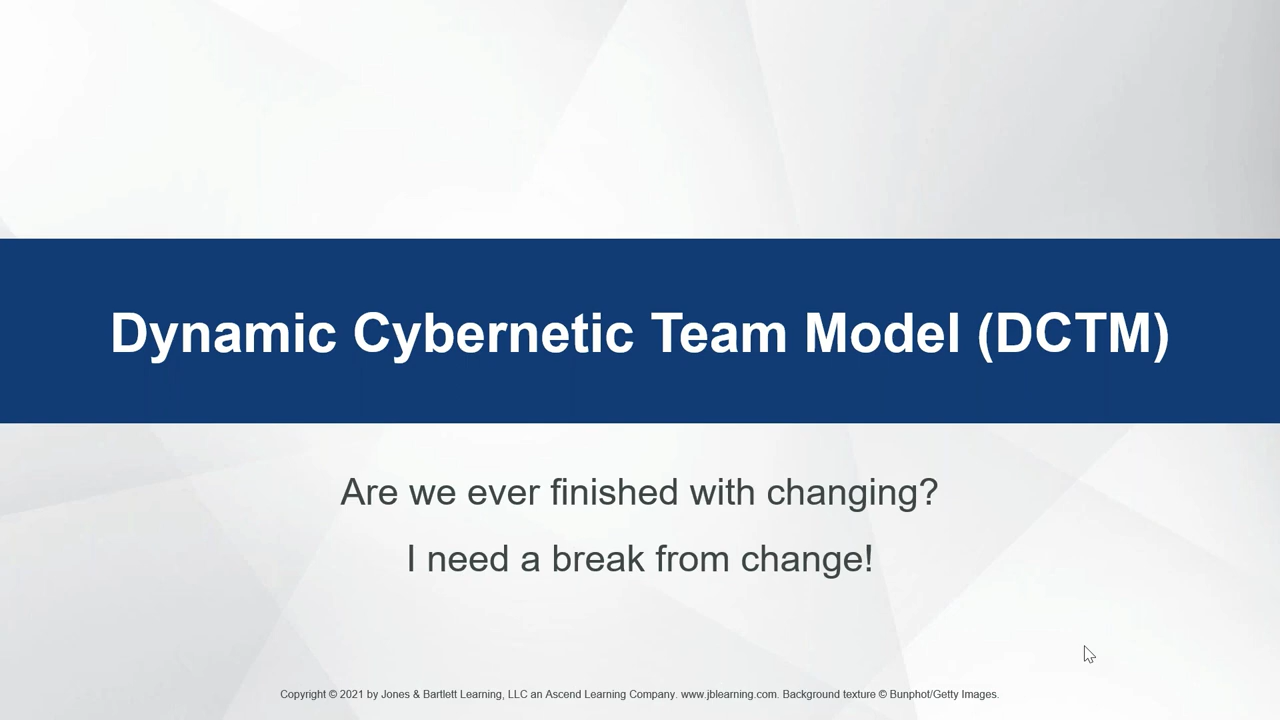 Dynamic Cybernetic Team Model (DCTM)
Are we ever finished with changing?
I need a break from change!
Copyright © 2021 by Jones & Bartlett Learning, LLC an Ascend Learning Company. www.jblearning.com. Background texture © Bunphot/Getty Images.